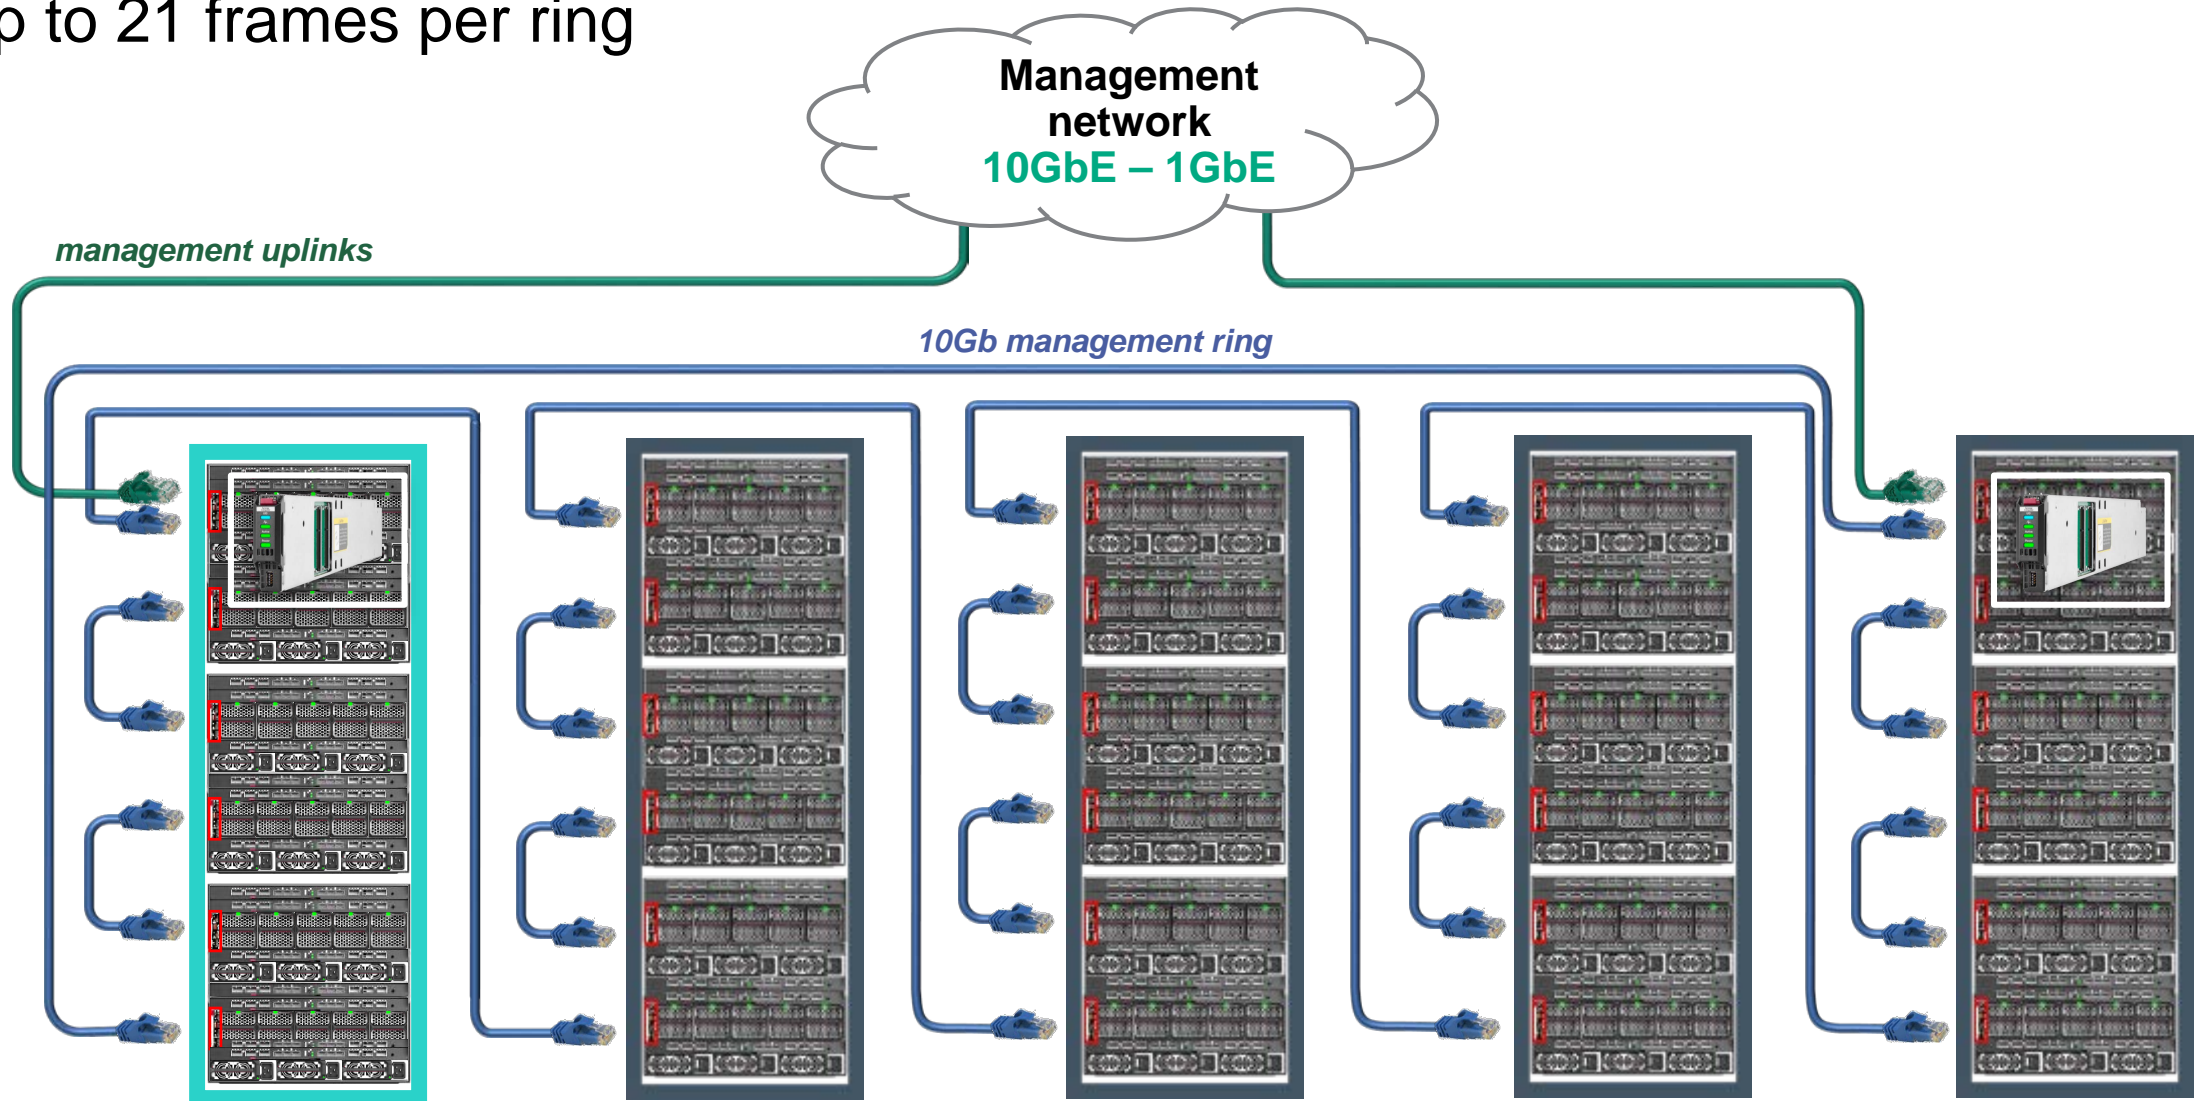 to 21 frames per ring
Management
network
10GbE – 1GbE
management uplinks
10Gb management ring